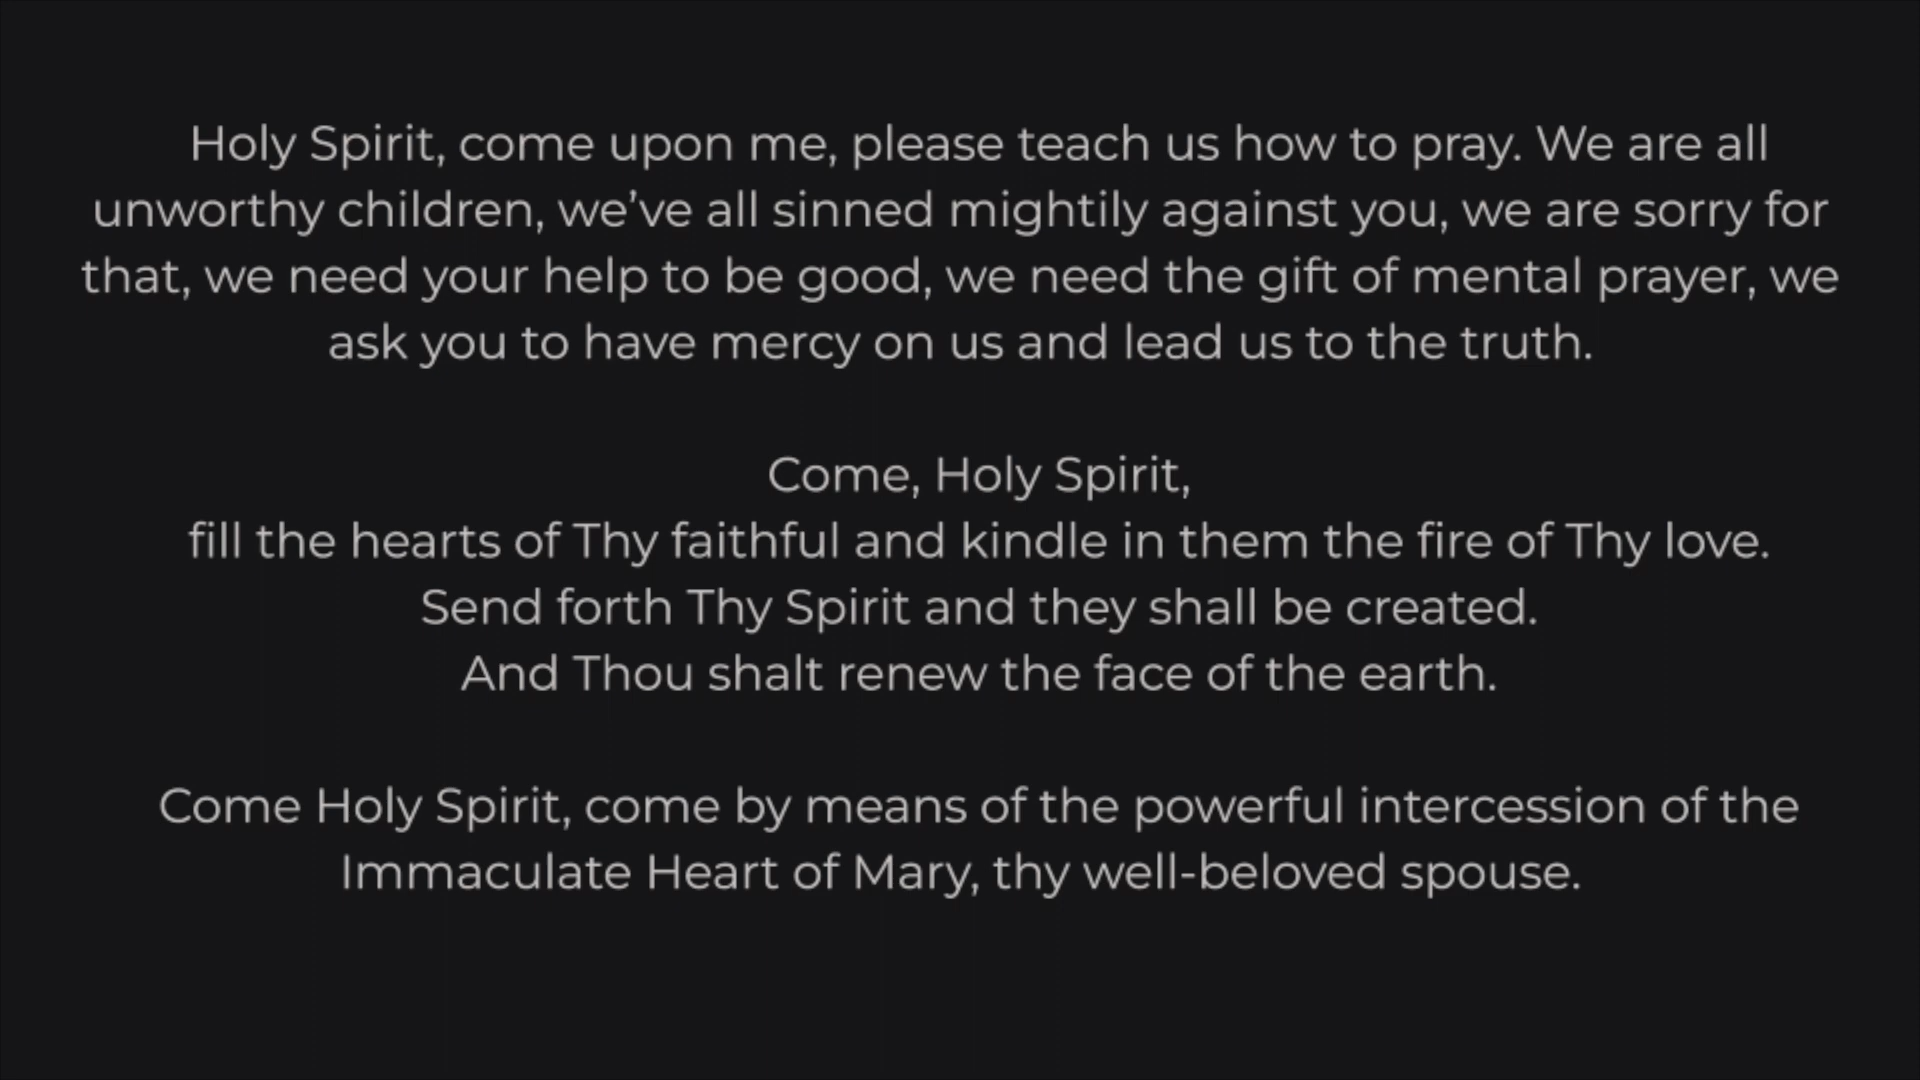 Holy Spirit, come upon me, please teach us how to pray. We are all
unworthy children, we’ve all sinned mightily against you, we are sorry for
that, we need your help to be good, we need the gift of mental prayer, we
ask you to have mercy on us and lead us to the truth.
Come, Holy Spirit,
fill the hearts of Thy faithful and kindle in them the fire of Thy love.
Send forth Thy Spirit and they shall be created.
And Thou shalt renew the face of the earth.
Come Holy Spirit, come by means of the powerful intercession of the
Immaculate Heart of Mary, thy well-beloved spouse.